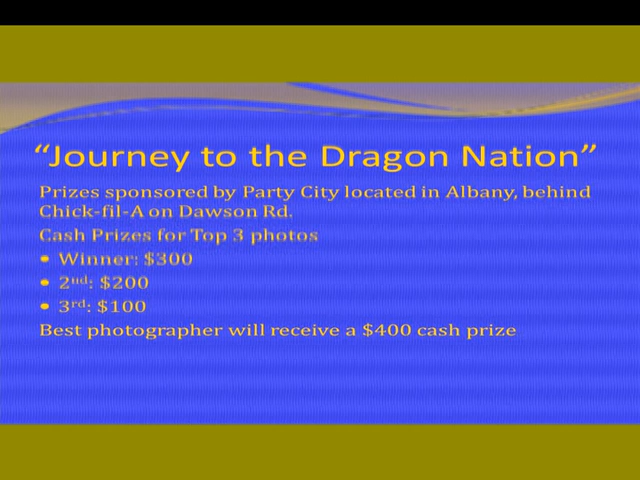 “Journey to the Dragon Nation”
Prizes sponsored by Party City located in Albany, behind
Chick-fil-A on Dawson Rd.
Cash Prizes for Top 3 photos
• Winner: $300
• 2nd: $200
• 3rd: $100
Best photographer will receive a $400 cash prize